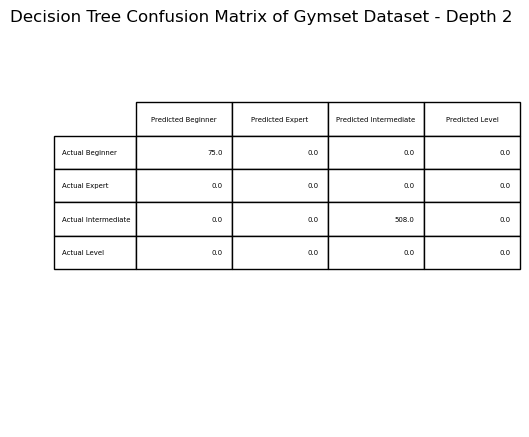 Decision Tree Confusion Matrix of Gymset Dataset - Depth 2
Predicted Beginner Predicted Expert Predicted Intermediate Predicted Level
Actual Beginner 75.0 0.0 0.0 0.0
Actual Expert 0.0 0.0 0.0 0.0
Actual Intermediate 0.0 0.0 508.0 0.0
Actual Level 0.0 0.0 0.0 0.0